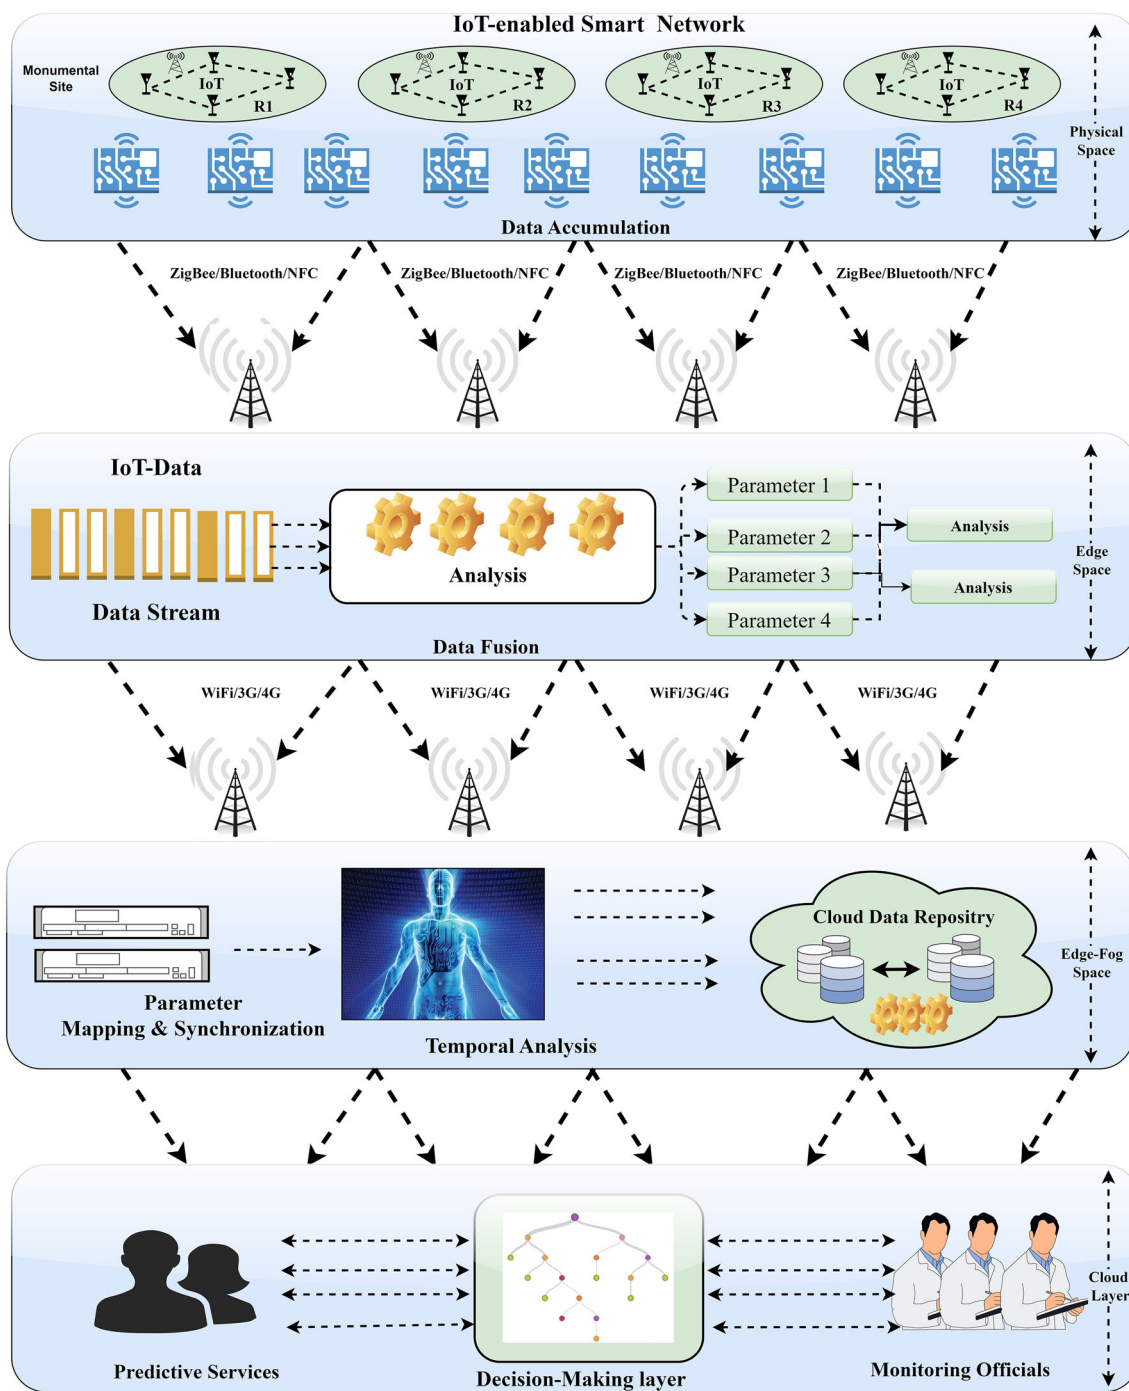 IoT-enabled Smart Network
Monumental
Site
IoT
R1
IoT
R2
IoT
R3
IoT
R4
Physical
Space
Data Accumulation
ZigBee/Bluetooth/NFC
ZigBee/Bluetooth/NFC
ZigBee/Bluetooth/NFC
ZigBee/Bluetooth/NFC
IoT-Data
Data Stream
Analysis
Data Fusion
Parameter 1
Parameter 2
Parameter 3
Parameter 4
Analysis
Analysis
Edge
Space
WiFi/3G/4G
WiFi/3G/4G
WiFi/3G/4G
WiFi/3G/4G
Parameter
Mapping & Synchronization
Temporal Analysis
Cloud Data Repositry
Edge-Fog
Space
Predictive Services
Decision-Making layer
Monitoring Officials
Cloud
Layer